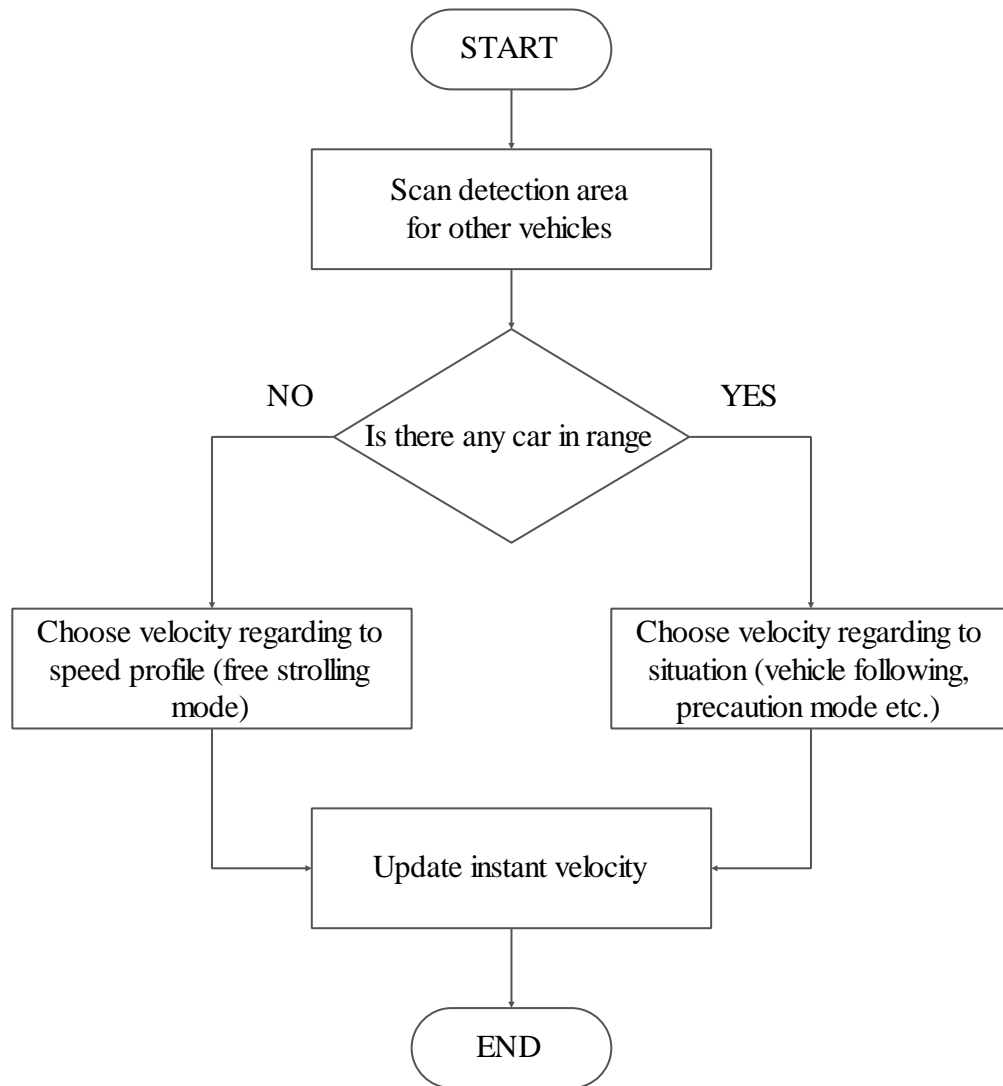 START
Scan detection area
for other vehicles
NO
YES
Is there any car in range
Choose velocity regarding to
speed profile (free strolling
mode)
Choose velocity regarding to
situation (vehicle following,
precaution mode etc.)
Update instant velocity
END